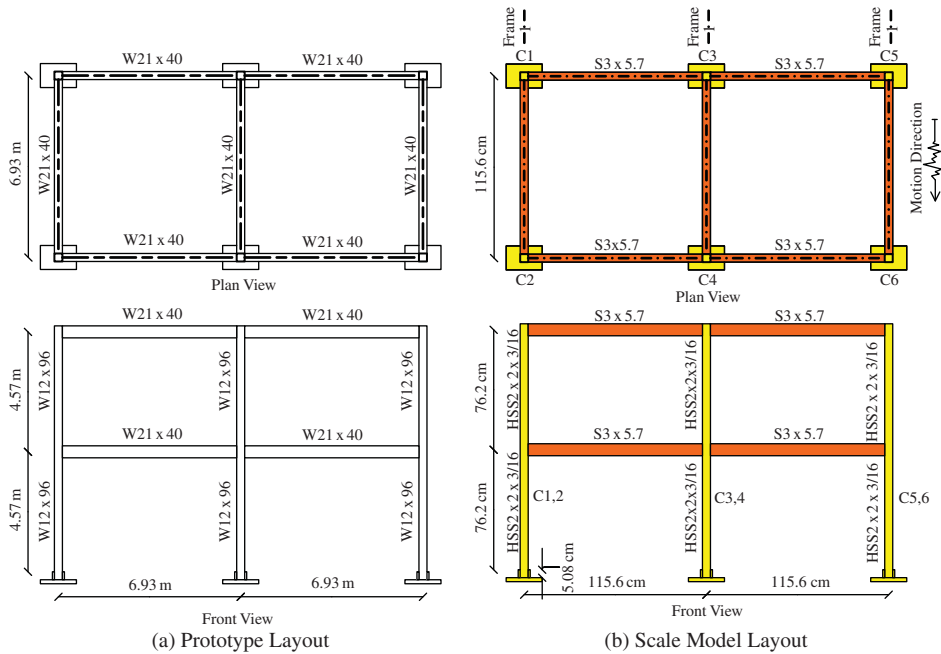 W21 x 40
W21 x 40
6.93 m
W21 x 40
W21 x 40
W21 x 40
W21 x 40
W21 x 40
Plan View
W21 x 40
W21 x 40
4.57 m
W12 x 96
W12 x 96
W12 x 96
W21 x 40
W21 x 40
4.57 m
W12 x 96
W12 x 96
W12 x 96
6.93 m
6.93 m
Front View
(a) Prototype Layout
Frame
Frame
Frame
C1
S3 x 5.7
C3
S3 x 5.7
C5
115.6 cm
Motion Direction
S3x5.7
S3 x 5.7
C2
C4
C6
Plan View
S3 x 5.7
S3 x 5.7
76.2 cm
HSS2 x 2 x 3/16
HSS2x2x3/16
HSS2 x 2 x 3/16
S3 x 5.7
S3 x 5.7
76.2 cm
HSS2 x 2 x 3/16
C1,2
HSS2x2x3/16
C3,4
HSS2 x 2 x 3/16
C5,6
5.08 cm
115.6 cm
115.6 cm
Front View
(b) Scale Model Layout